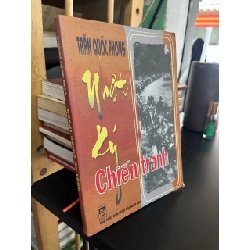 TRẦN QUỐC PHONG
Nhật
Ký
Chiến tranh